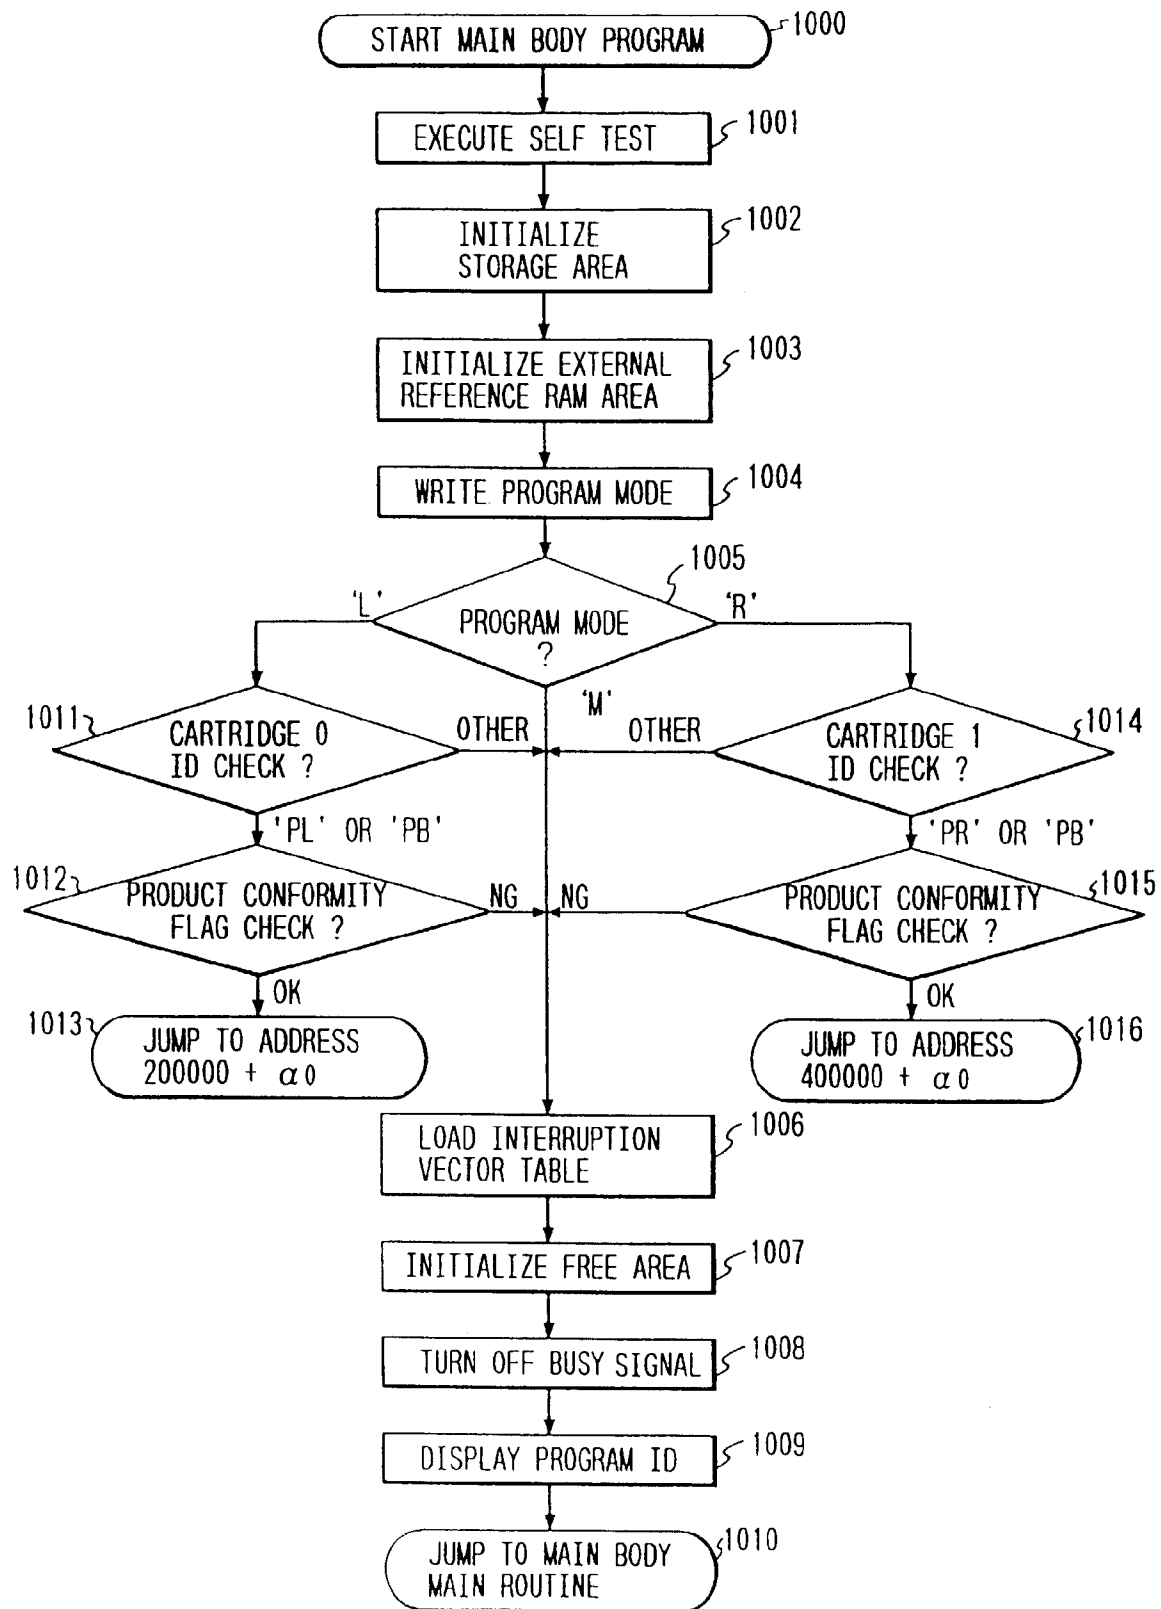 START MAIN BODY PROGRAM
1000
EXECUTE SELF TEST
1001
INITIALIZE
STORAGE AREA
1002
INITIALIZE EXTERNAL
REFERENCE RAM AREA
1003
WRITE PROGRAM MODE
1004
PROGRAM MODE
?
1005
'L'
'R'
'M'
CARTRIDGE 0
ID CHECK ?
1011
OTHER
OTHER
CARTRIDGE 1
ID CHECK ?
1014
'PL' OR 'PB'
'PR' OR 'PB'
PRODUCT CONFORMITY
FLAG CHECK ?
1012
NG
NG
PRODUCT CONFORMITY
FLAG CHECK ?
1015
OK
OK
JUMP TO ADDRESS
200000 + α0
1013
JUMP TO ADDRESS
400000 + α0
1016
LOAD INTERRUPTION
VECTOR TABLE
1006
INITIALIZE FREE AREA
1007
TURN OFF BUSY SIGNAL
1008
DISPLAY PROGRAM ID
1009
JUMP TO MAIN BODY
MAIN ROUTINE
1010